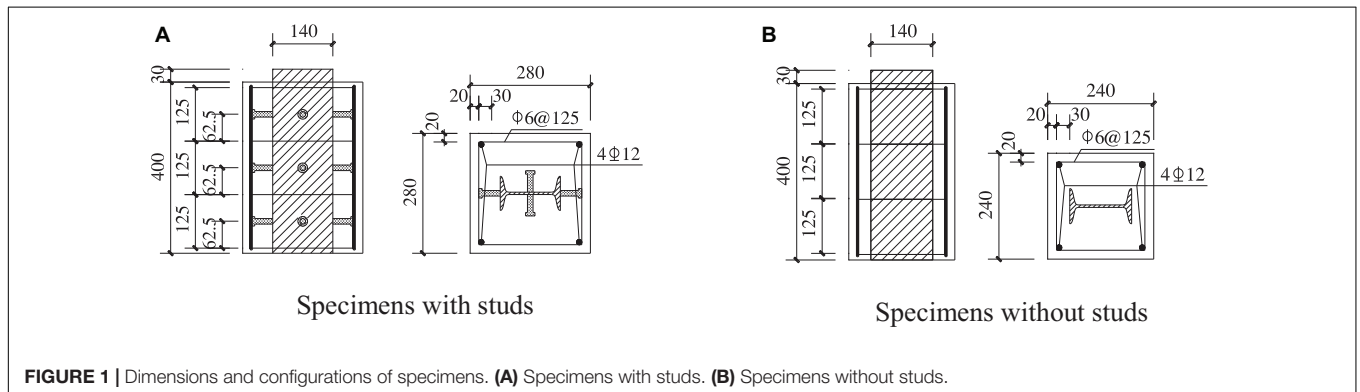 A
140
30
400
125
125
125
62.5
62.5
62.5
280
20 30
20
280
Φ6@125
4Φ12
Specimens with studs
B
140
30
400
125
125
125
240
20 30
20
240
Φ6@125
4Φ12
Specimens without studs
FIGURE 1 | Dimensions and configurations of specimens. (A) Specimens with studs. (B) Specimens without studs.